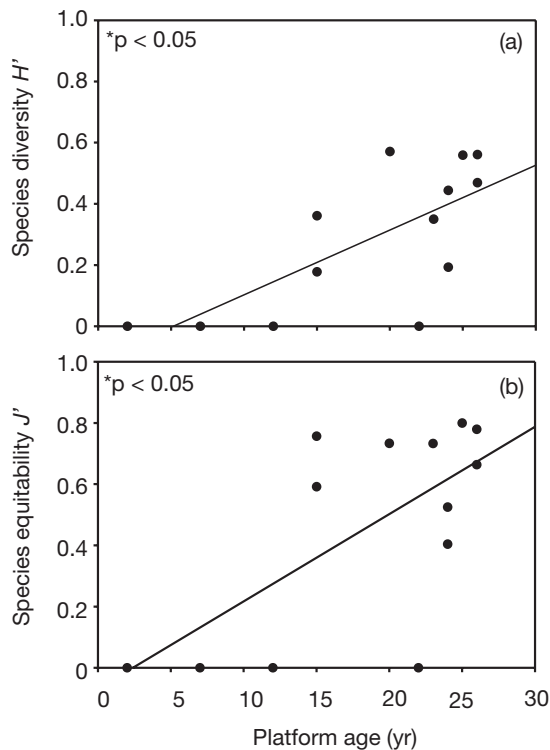 *p < 0.05 (a)
Species diversity H’
1.0
0.8
0.6
0.4
0.2
0
*p < 0.05 (b)
Species equitability J’
1.0
0.8
0.6
0.4
0.2
0
0 5 10 15 20 25 30
Platform age (yr)